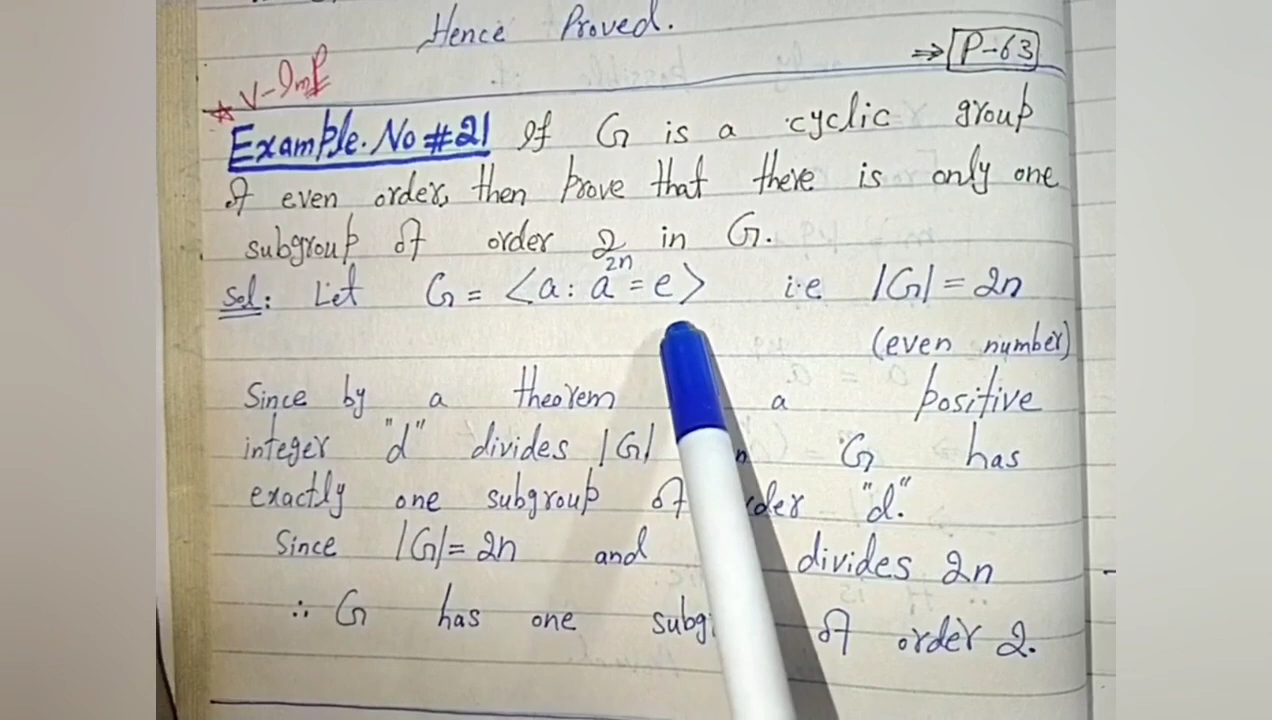 Hence Proved.
⇒ P-63
☆ V-Imp
Example.No #21 If G is a cyclic group
of even order, then prove that there is only one
subgroup of order 2 in G.
Sol: Let G = <a : a²ⁿ = e> i.e |G| = 2n
(even number)
Since by a theorem a positive
integer "d" divides |G| G has
exactly one subgroup of "d".
Since |G| = 2n and divides 2n
∴ G has one of order 2.